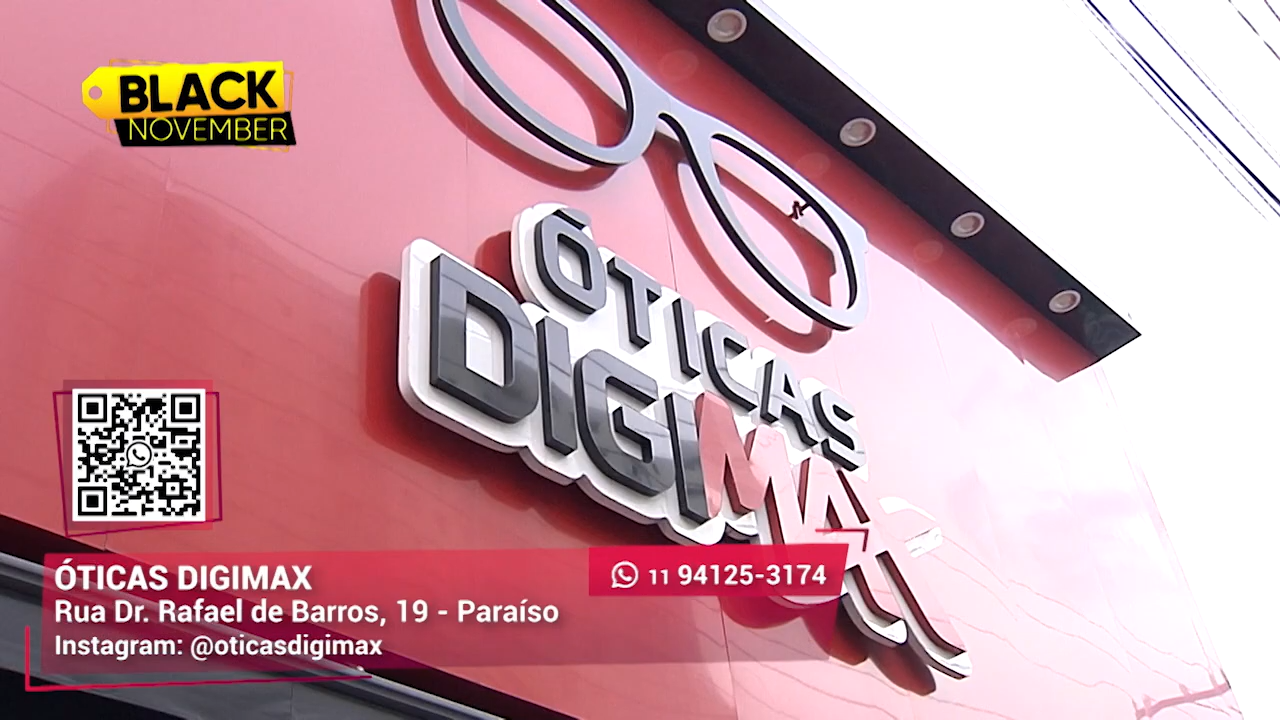 BLACK
NOVEMBER
ÓTICAS
DIGIMAX
ÓTICAS DIGIMAX
11 94125-3174
Rua Dr. Rafael de Barros, 19 - Paraíso
Instagram: @oticasdigimax